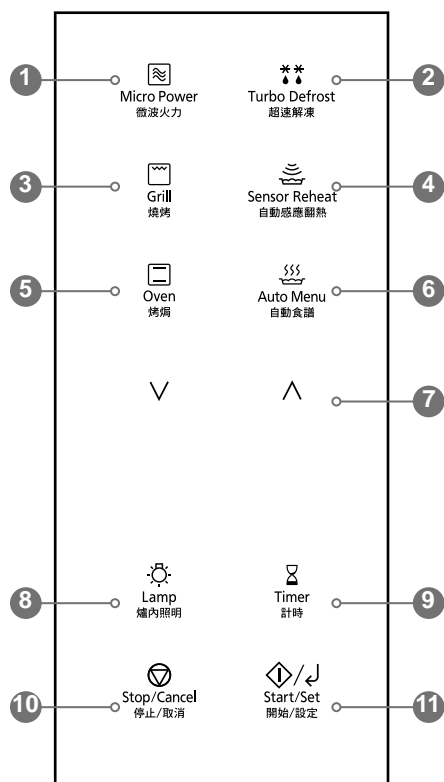 1
Micro Power
微波火力
2
Turbo Defrost
超速解凍
3
Grill
燒烤
4
Sensor Reheat
自動感應翻熱
5
Oven
烤焗
6
Auto Menu
自動食譜
7
8
Lamp
爐內照明
9
Timer
計時
10
Stop/Cancel
停止/取消
11
Start/Set
開始/設定